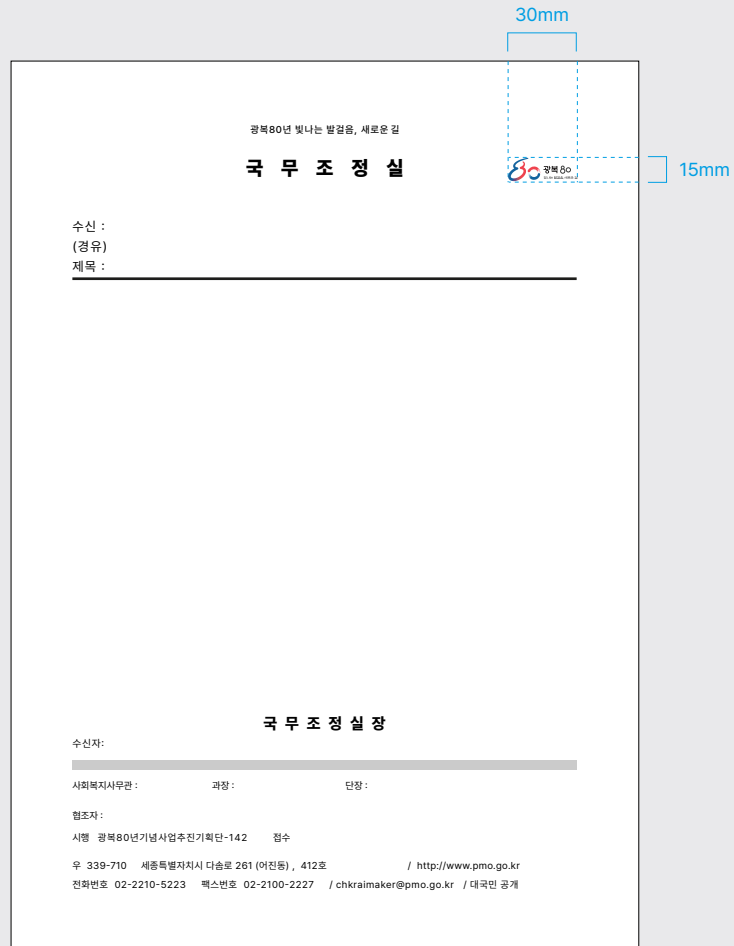 30mm
광복80년 빛나는 발걸음, 새로운 길
국 무 조 정 실
광복 80
15mm
수신 :
(경유)
제목 :
국 무 조 정 실 장
수신자:
사회복지사무관 : 과장 : 단장 :
협조자 :
시행 광복80년기념사업추진기획단-142 접수
우 339-710 세종특별자치시 다솜로 261 (어진동) , 412호 / http://www.pmo.go.kr
전화번호 02-2210-5223 팩스번호 02-2100-2227 / chkraimaker@pmo.go.kr / 대국민 공개